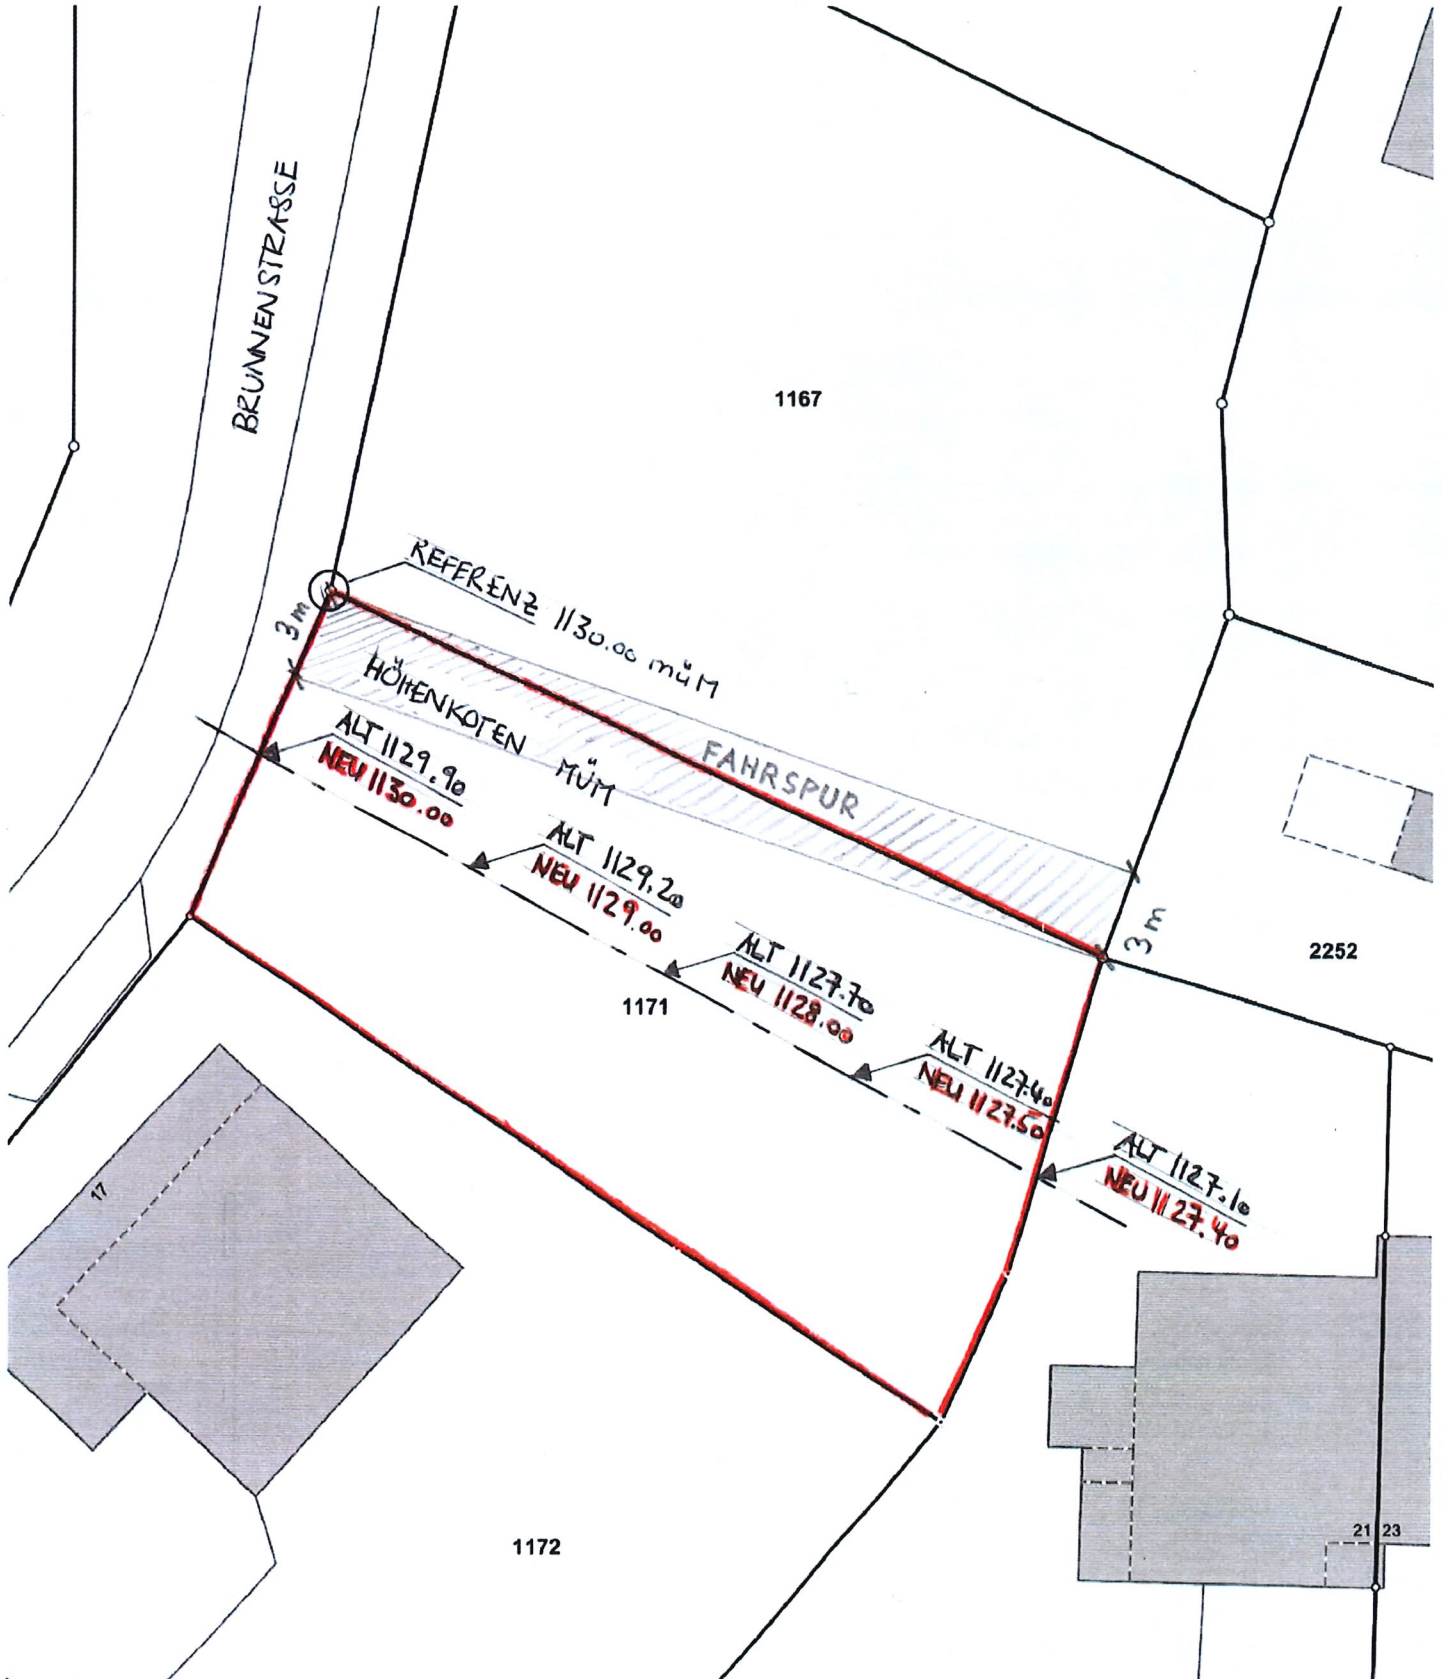 BRUNNENSTRASSE
1167
REFERENZ 1130.00 müM
3m
HÖHENKOTEN MÜM
FAHRSPUR
ALT 1129.90
NEU 1130.00
ALT 1129.20
NEU 1129.00
ALT 1127.70
NEU 1128.00
ALT 1127.40
NEU 1127.50
ALT 1127.10
NEU 1127.40
3m
2252
1171
17
1172
21
23